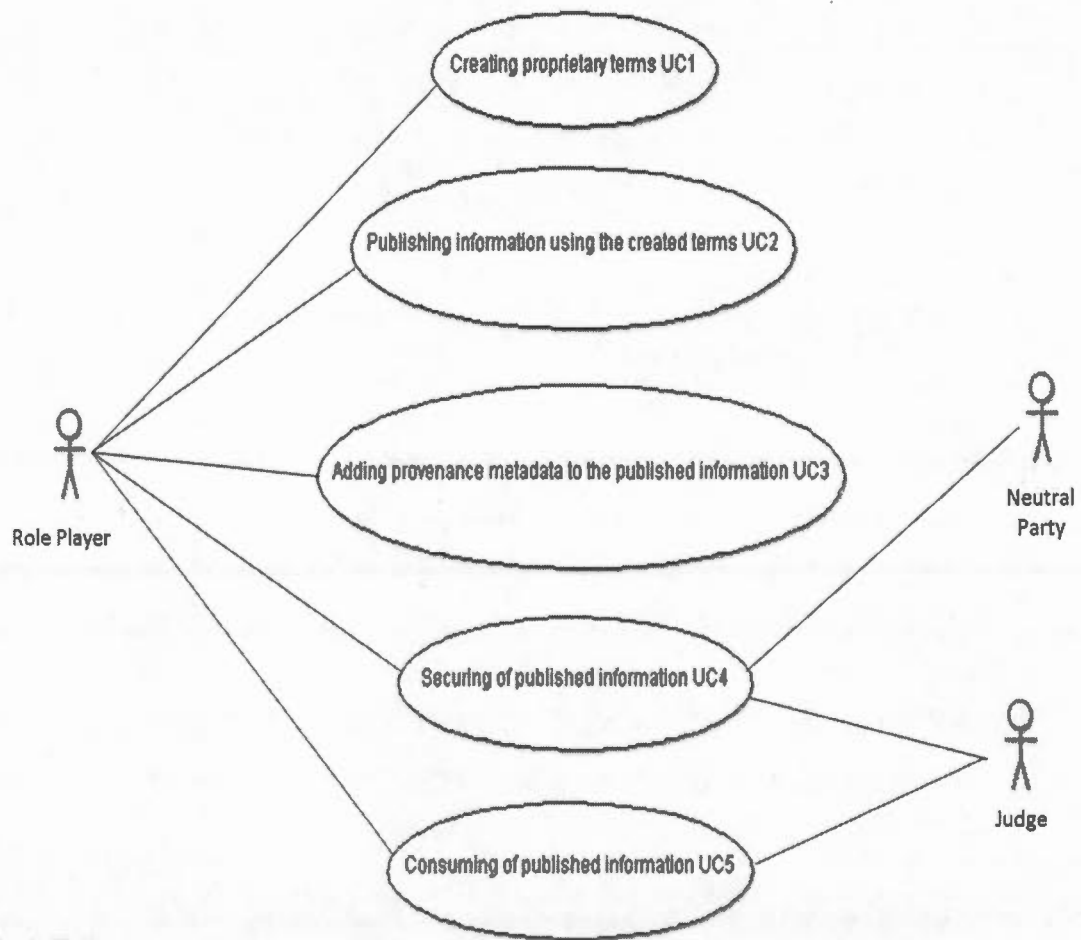 Creating proprietary terms UC1
Publishing information using the created terms UC2
Adding provenance metadata to the published information UC3
Role Player
Neutral
Party
Securing of published information UC4
Judge
Consuming of published information UC5